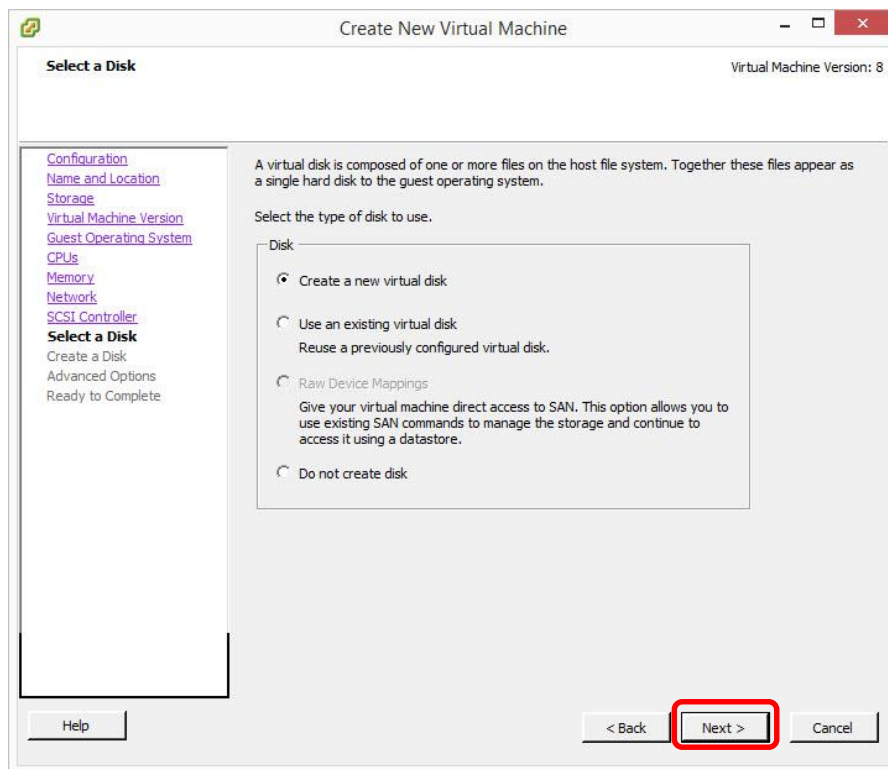 Create New Virtual Machine
Select a Disk
Virtual Machine Version: 8
Configuration
Name and Location
Storage
Virtual Machine Version
Guest Operating System
CPUs
Memory
Network
SCSI Controller
Select a Disk
Create a Disk
Advanced Options
Ready to Complete
A virtual disk is composed of one or more files on the host file system. Together these files appear as
a single hard disk to the guest operating system.
Select the type of disk to use.
Disk
Create a new virtual disk
Use an existing virtual disk
Reuse a previously configured virtual disk.
Raw Device Mappings
Give your virtual machine direct access to SAN. This option allows you to
use existing SAN commands to manage the storage and continue to
access it using a datastore.
Do not create disk
Help
< Back
Next >
Cancel